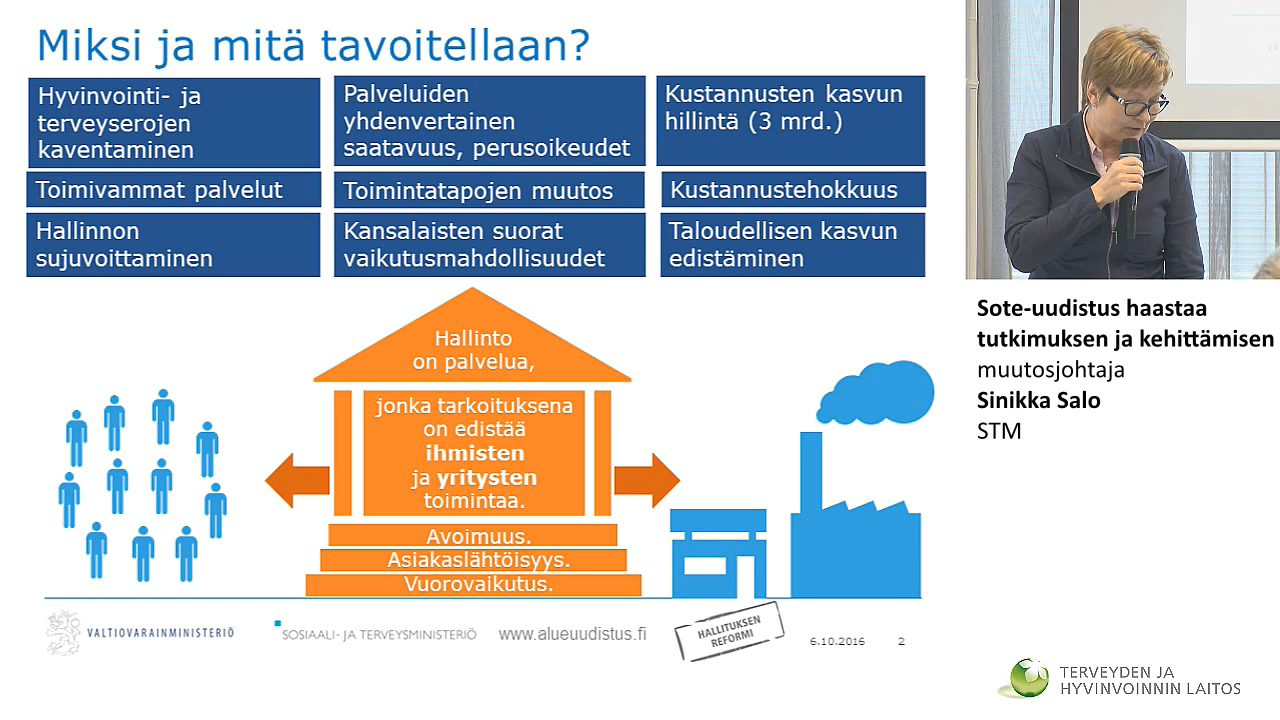 Miksi ja mitä tavoitellaan?
Hyvinvointi- ja
terveyserojen
kaventaminen
Palveluiden
yhdenvertainen
saatavuus, perusoikeudet
Kustannusten kasvun
hillintä (3 mrd.)
Toimivammat palvelut
Toimintatapojen muutos
Kustannustehokkuus
Hallinnon
sujuvoittaminen
Kansalaisten suorat
vaikutusmahdollisuudet
Taloudellisen kasvun
edistäminen
Hallinto
on palvelua,
jonka tarkoituksena
on edistää
ihmisten
ja yritysten
toimintaa.
Avoimuus.
Asiakaslähtöisyys.
Vuorovaikutus.
VALTIOVARAINMINISTERIÖ
SOSIAALI- JA TERVEYSMINISTERIÖ
www.alueuudistus.fi
HALLITUKSEN
REFORMI
6.10.2016
2
Sote-uudistus haastaa
tutkimuksen ja kehittämisen
muutosjohtaja
Sinikka Salo
STM
TERVEYDEN JA
HYVINVOINNIN LAITOS